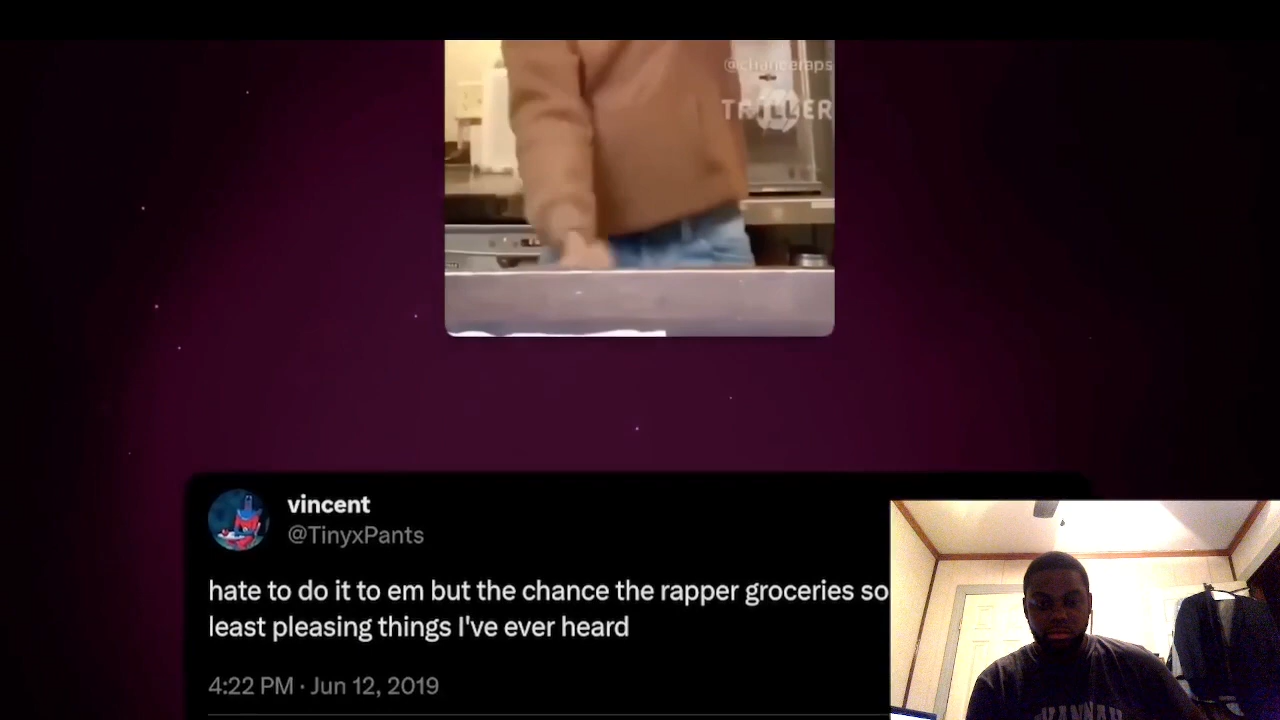 @chanceraps
TRILLER
vincent
@TinyxPants
hate to do it to em but the chance the rapper groceries so
least pleasing things I've ever heard
4:22 PM · Jun 12, 2019